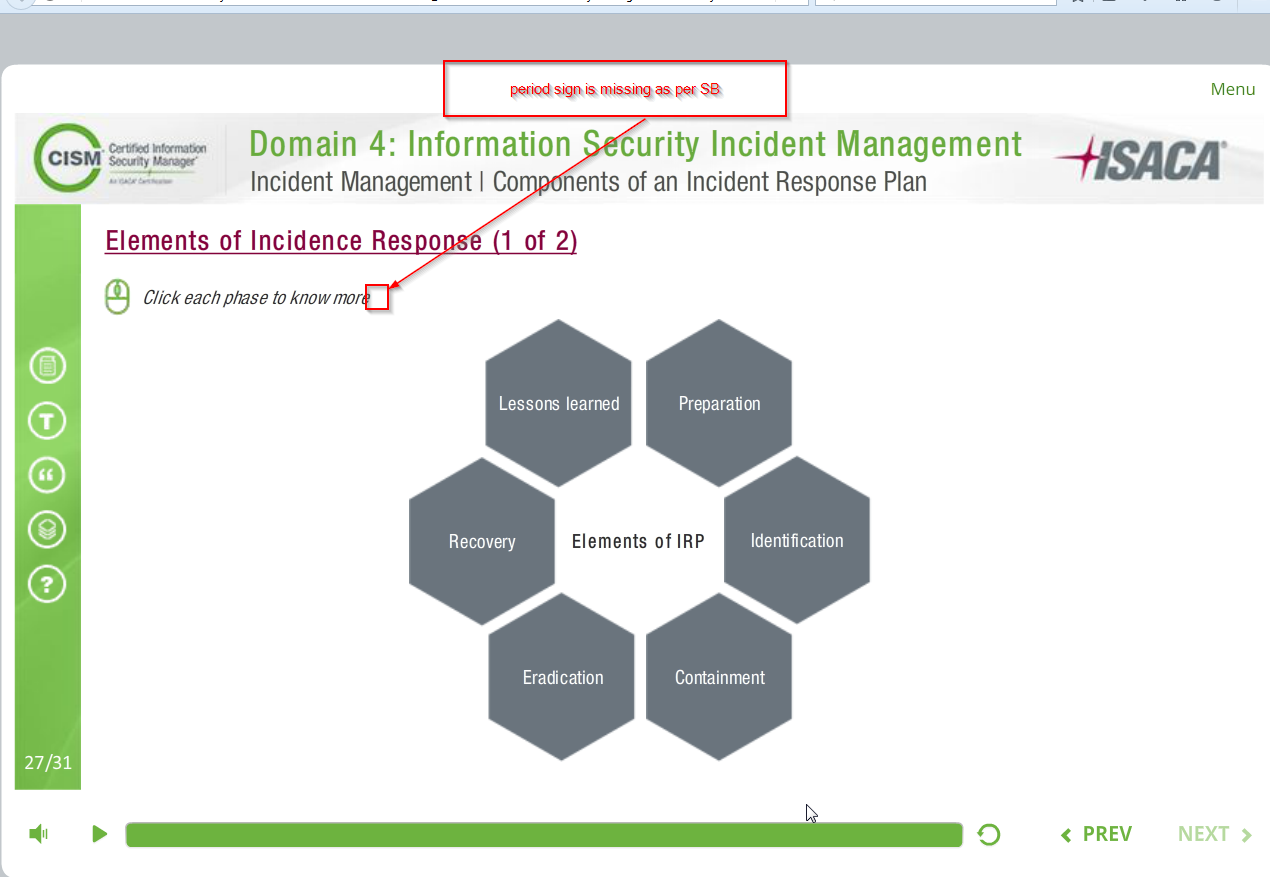 period sign is missing as per SB
Menu
CISM
Certified Information
Security Manager®
An ISACA® Certification
Domain 4: Information Security Incident Management
Incident Management | Components of an Incident Response Plan
ISACA®
Elements of Incidence Response (1 of 2)
Click each phase to know more
Lessons learned
Preparation
Recovery
Elements of IRP
Identification
Eradication
Containment
T
“
?
27/31
PREV
NEXT